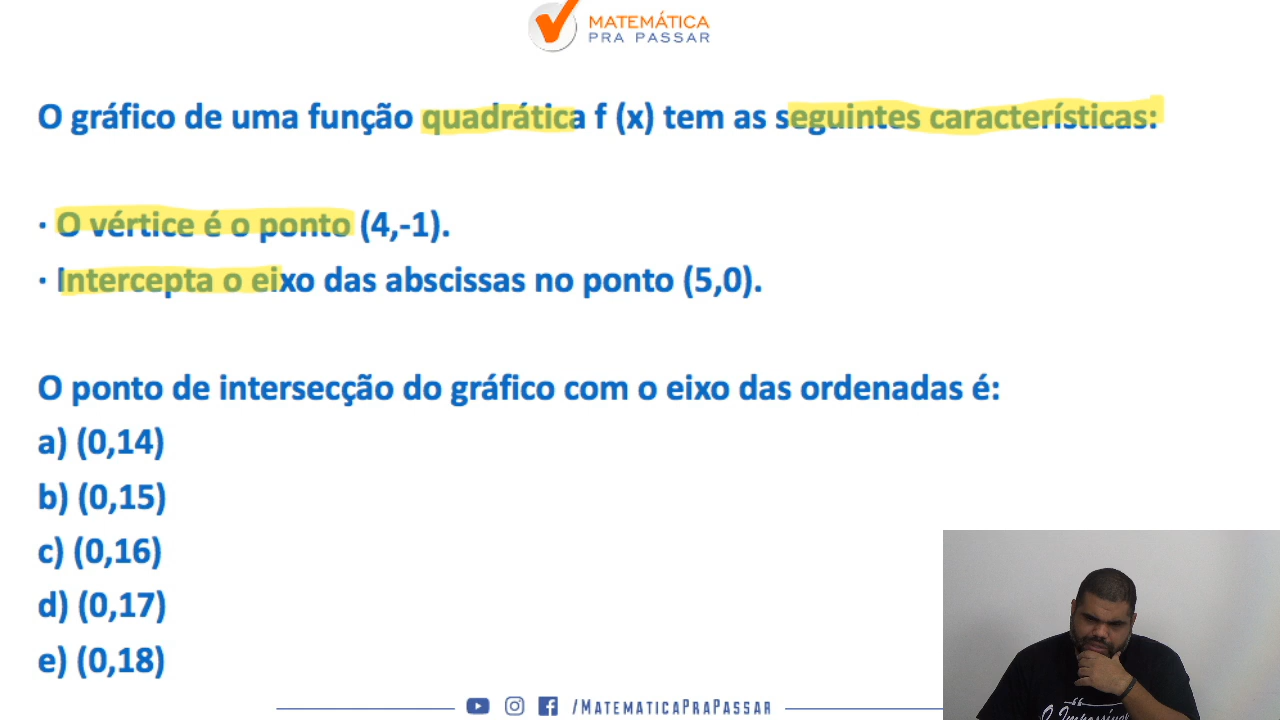 MATEMÁTICA
PRA PASSAR
O gráfico de uma função quadrática f (x) tem as seguintes características:
· O vértice é o ponto (4,-1).
· Intercepta o eixo das abscissas no ponto (5,0).
O ponto de intersecção do gráfico com o eixo das ordenadas é:
a) (0,14)
b) (0,15)
c) (0,16)
d) (0,17)
e) (0,18)
/MatematicaPraPassar